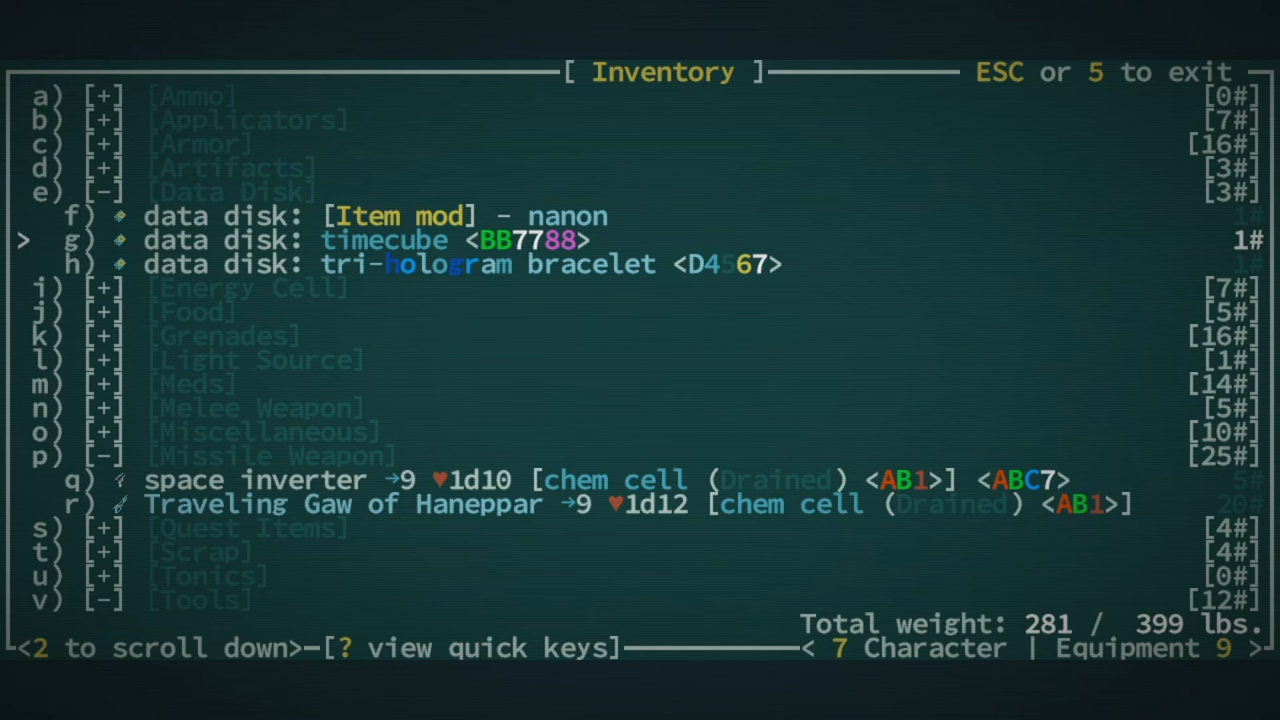 [ Inventory ] ESC or 5 to exit
a) [+] [Ammo] [0#]
b) [+] [Applicators] [7#]
c) [+] [Armor] [16#]
d) [+] [Artifacts] [3#]
e) [-] [Data Disk] [3#]
f) data disk: [Item mod] - nanon 1#
> g) data disk: timecube <BB7788> 1#
h) data disk: tri-hologram bracelet <D4567> 1#
i) [+] [Energy Cell] [7#]
j) [+] [Food] [5#]
k) [+] [Grenades] [16#]
l) [+] [Light Source] [1#]
m) [+] [Meds] [14#]
n) [+] [Melee Weapon] [5#]
o) [+] [Miscellaneous] [10#]
p) [-] [Missile Weapon] [25#]
q) space inverter →9 ♥1d10 [chem cell (Drained) <AB1>] <ABC7> 5#
r) Traveling Gaw of Haneppar →9 ♥1d12 [chem cell (Drained) <AB1>] 20#
s) [+] [Quest Items] [4#]
t) [+] [Scrap] [4#]
u) [+] [Tonics] [0#]
v) [-] [Tools] [12#]
Total weight: 281 / 399 lbs.
<2 to scroll down> [? view quick keys] < 7 Character | Equipment 9 >